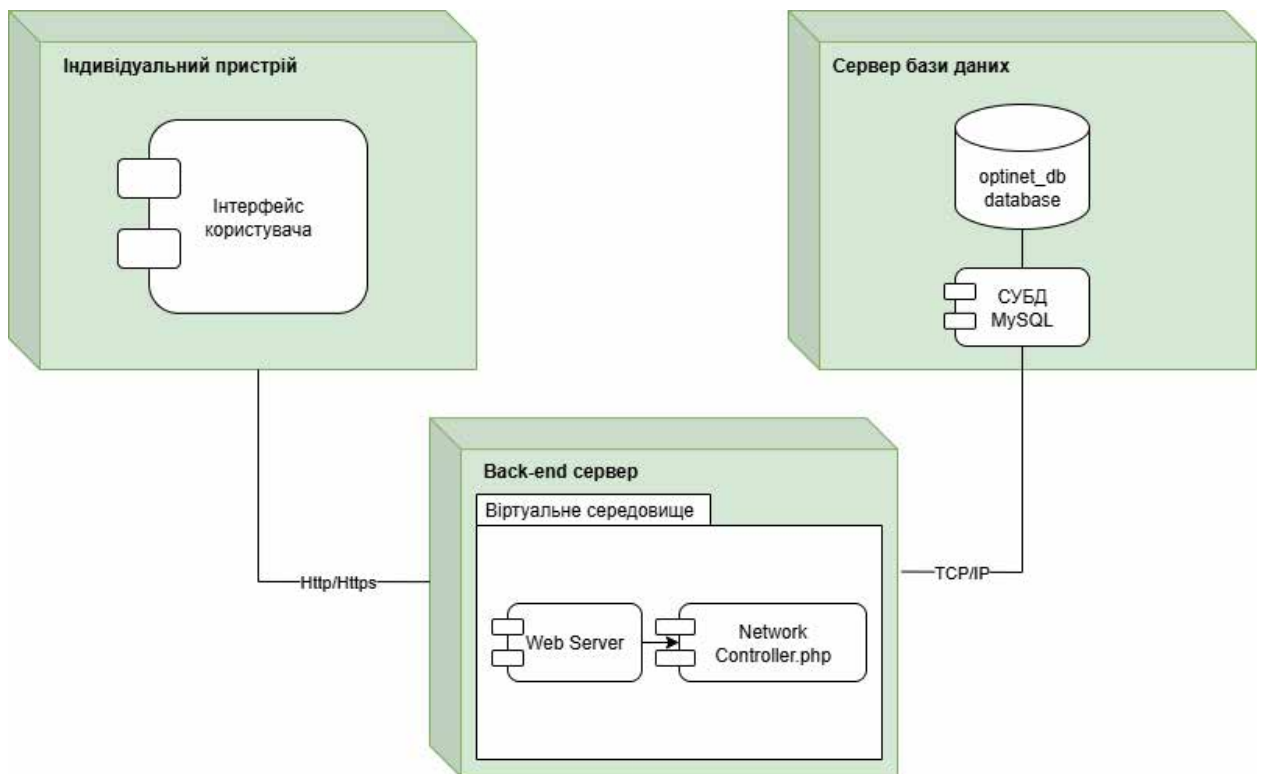 Індивідуальний пристрій
Інтерфейс
користувача
Сервер бази даних
optinet_db
database
СУБД
MySQL
Back-end сервер
Віртуальне середовище
Http/Https
TCP/IP
Web Server
Network
Controller.php